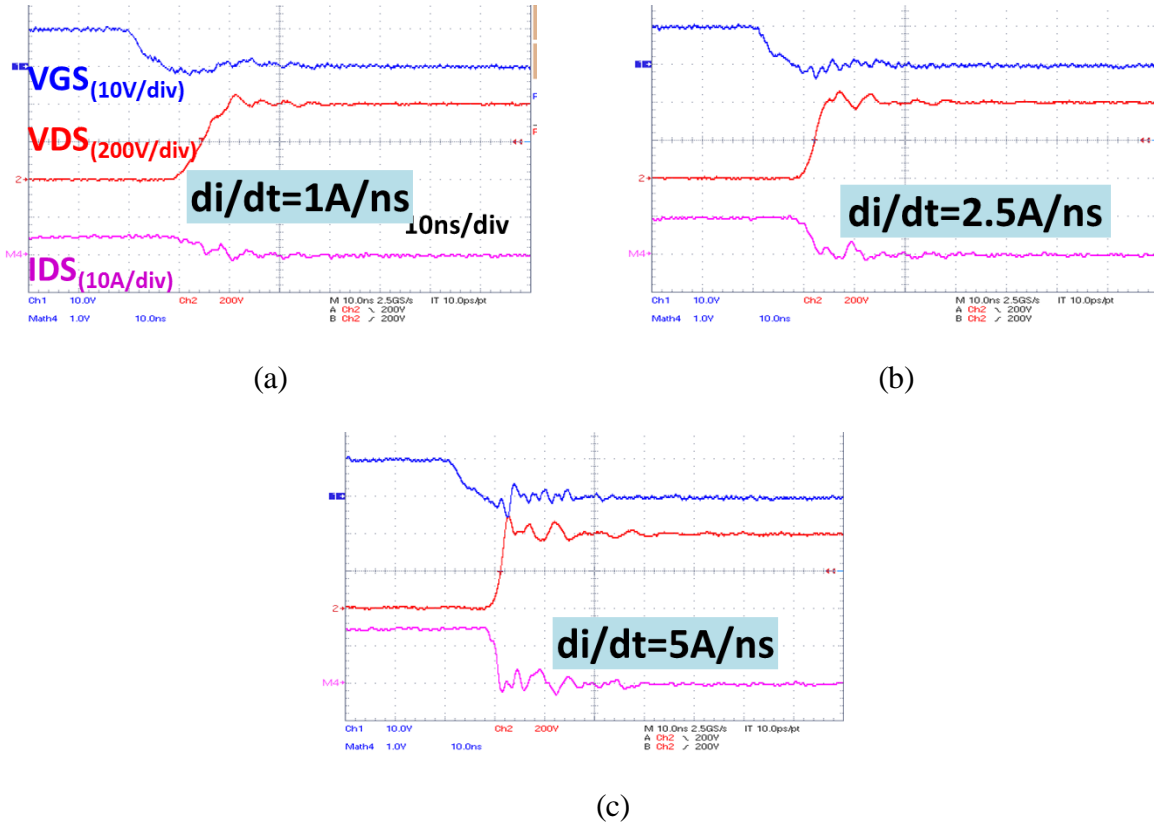 VGS(10V/div)
VDS(200V/div)
2
di/dt=1A/ns
10ns/div
M4
IDS(10A/div)
Ch1 10.0V Ch2 200V M 10.0ns 2.5GS/s IT 10.0ps/pt
A Ch2 200V
Math4 1.0V 10.0ns B Ch2 200V
(a)
2
di/dt=2.5A/ns
M4
Ch1 10.0V Ch2 200V M 10.0ns 2.5GS/s IT 10.0ps/pt
A Ch2 200V
Math4 1.0V 10.0ns B Ch2 200V
(b)
2
di/dt=5A/ns
M4
Ch1 10.0V Ch2 200V M 10.0ns 2.5GS/s IT 10.0ps/pt
A Ch2 200V
Math4 1.0V 10.0ns B Ch2 200V
(c)